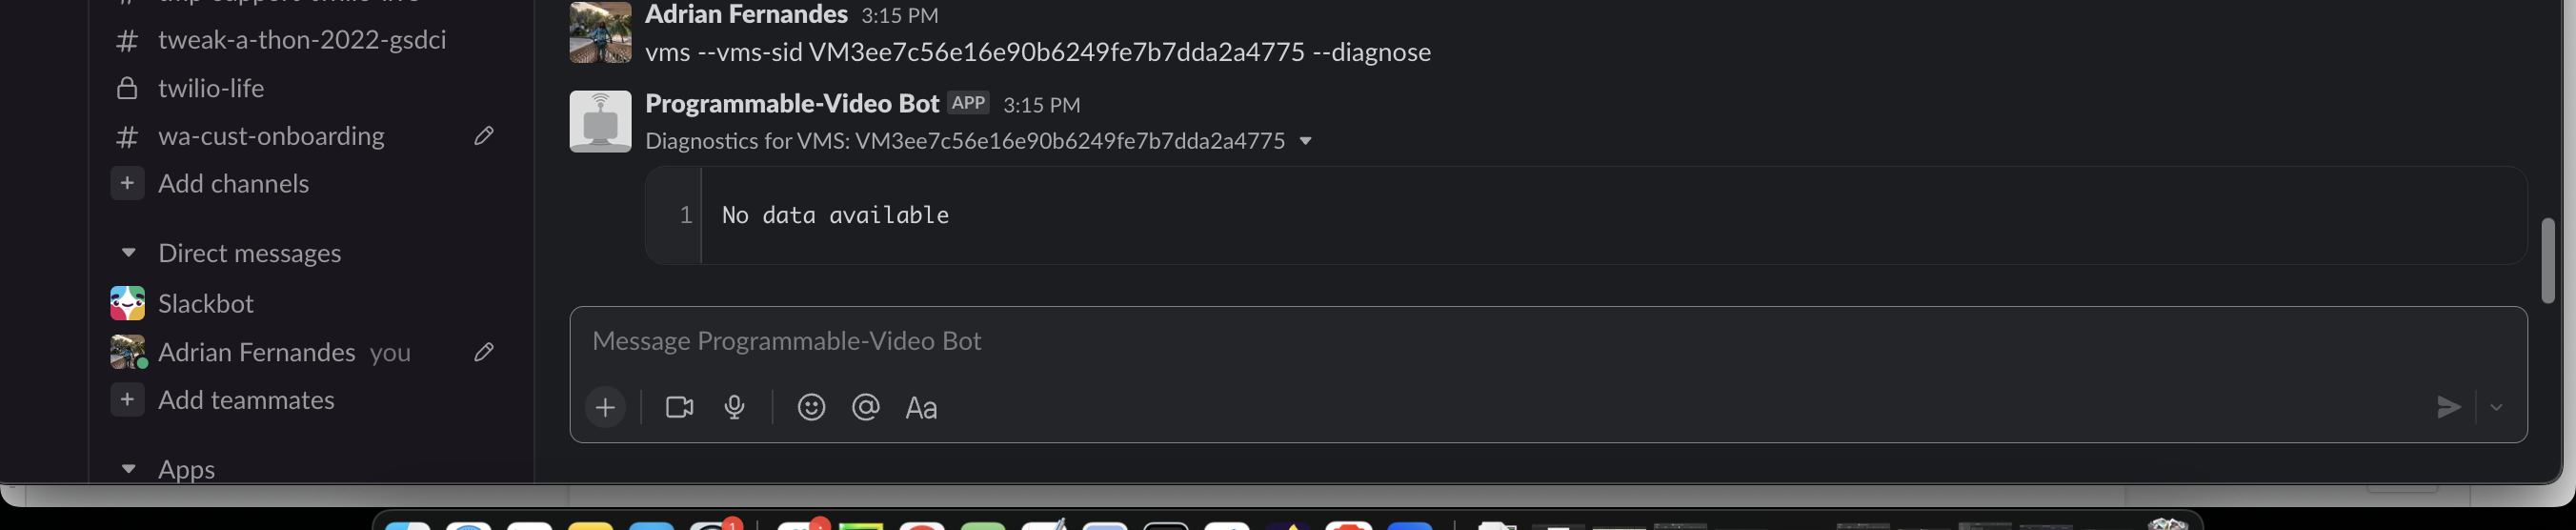 tweak-a-thon-2022-gsdci
twilio-life
wa-cust-onboarding
Add channels
Direct messages
Slackbot
Adrian Fernandes you
Add teammates
Apps
Adrian Fernandes 3:15 PM
vms --vms-sid VM3ee7c56e16e90b6249fe7b7dda2a4775 --diagnose
Programmable-Video Bot APP 3:15 PM
Diagnostics for VMS: VM3ee7c56e16e90b6249fe7b7dda2a4775
1 No data available
Message Programmable-Video Bot
Aa
1